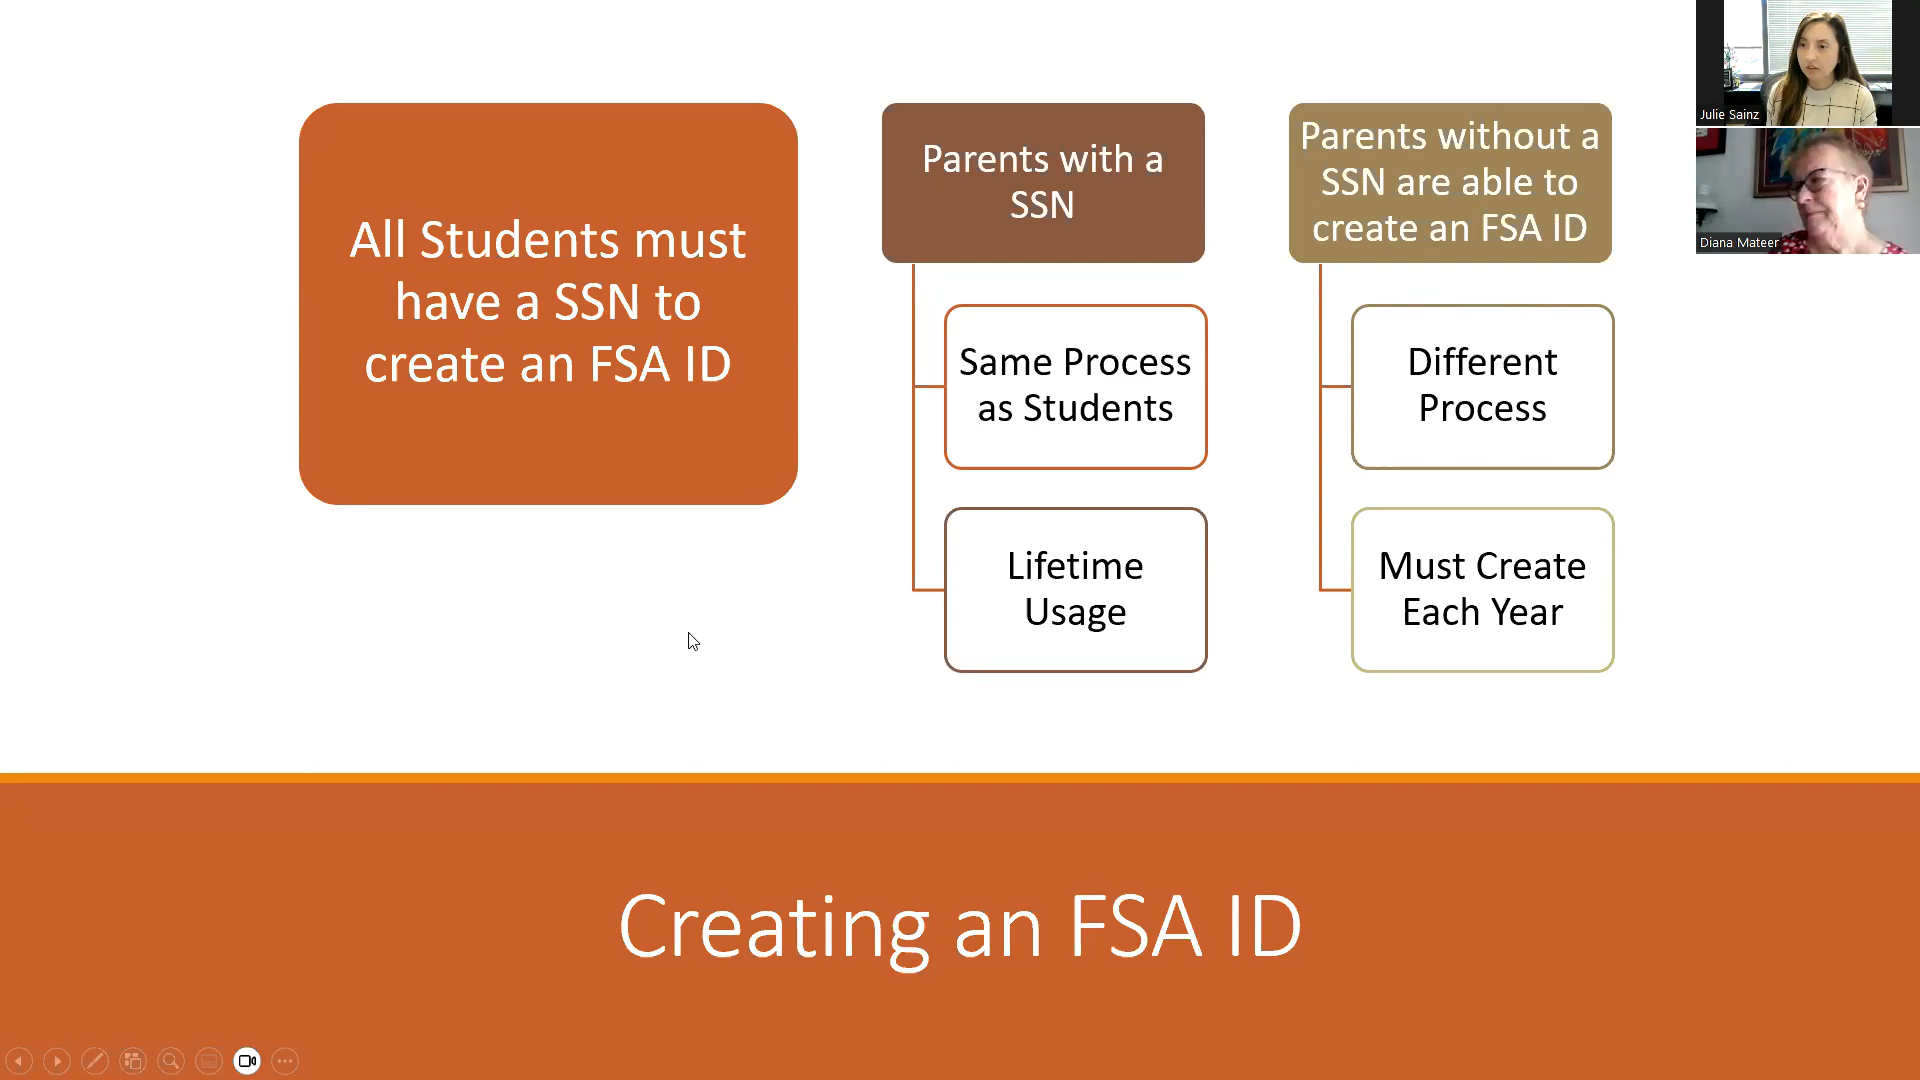 All Students must
have a SSN to
create an FSA ID
Parents with a
SSN
Same Process
as Students
Lifetime
Usage
Parents without a
SSN are able to
create an FSA ID
Different
Process
Must Create
Each Year
Creating an FSA ID
Julie Sainz
Diana Mateer